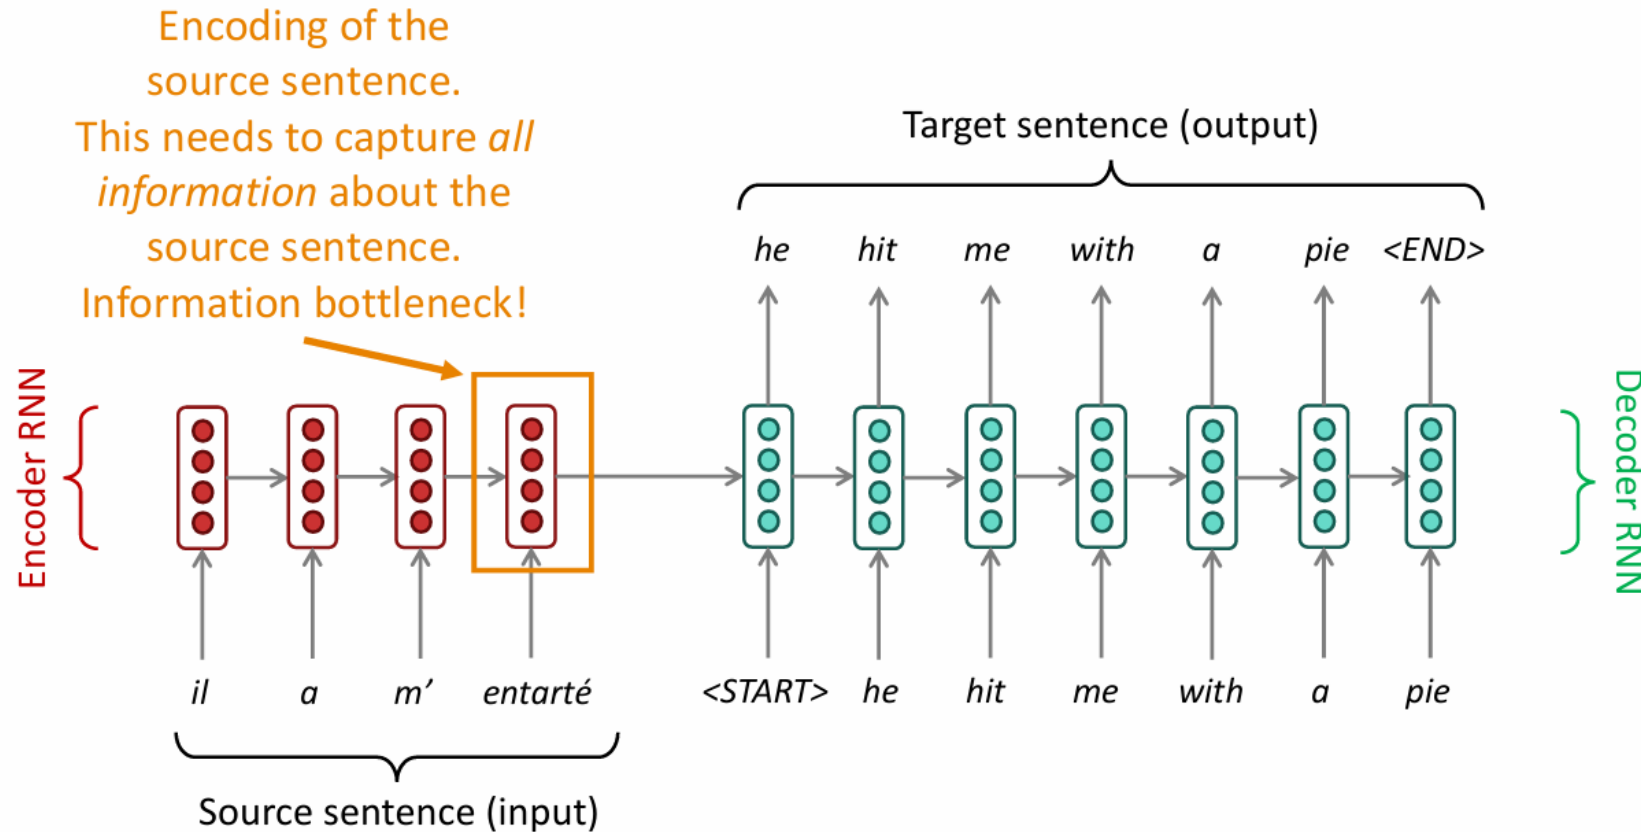 Encoding of the
source sentence.
This needs to capture all
information about the
source sentence.
Information bottleneck!
Target sentence (output)
he hit me with a pie <END>
Encoder RNN
Decoder RNN
il a m’ entarté <START> he hit me with a pie
Source sentence (input)